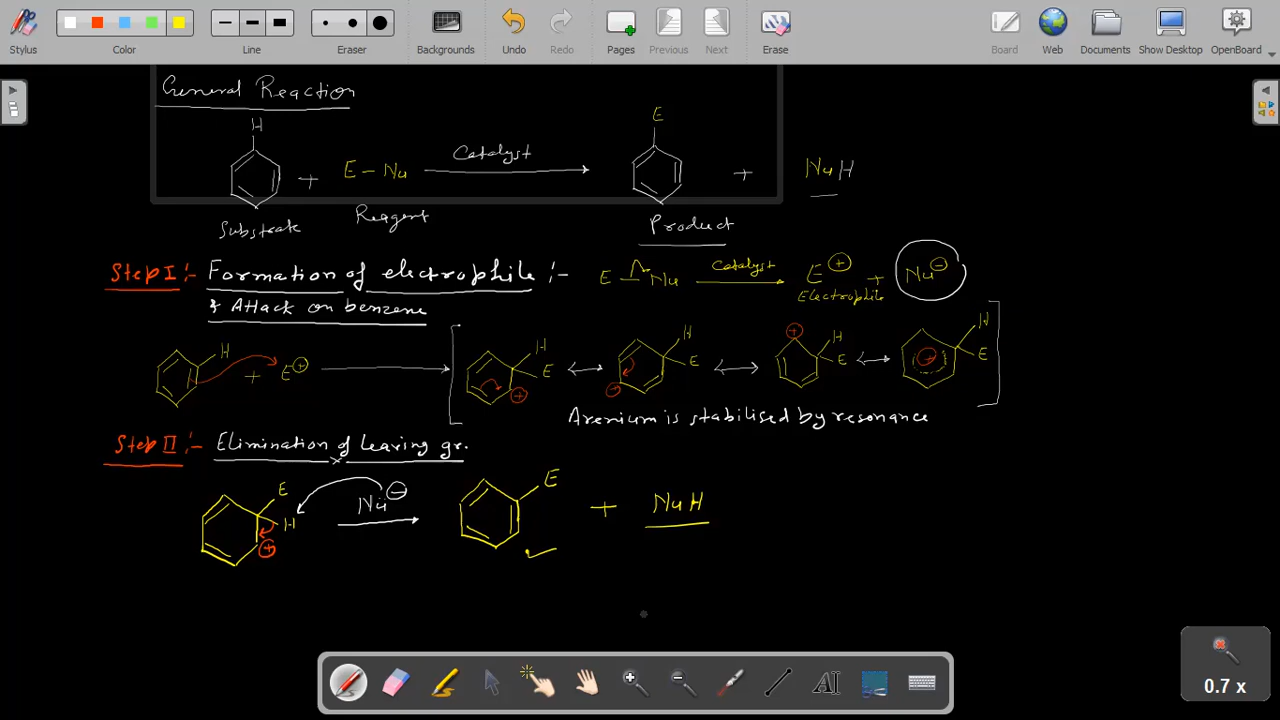 Stylus
Color
Line
Eraser
Backgrounds
Undo
Redo
Pages
Previous
Next
Erase
Board
Web
Documents
Show Desktop
OpenBoard
General Reaction
H
E
E - Nu
Catalyst
+
+
NuH
Substrate
Reagent
Product
Step I :- Formation of electrophile :-
& Attack on benzene
E - Nu
Catalyst
E⊕ + Nu⊖
Electrophile
H
+ E⊕
H
E
⊕
↔
H
E
⊕
↔
⊕
H
E
↔
H
E
⊕
Arenium is stabilised by resonance
Step II :- Elimination of leaving gr.
E
H
⊕
Nu⊖
E
+ NuH
0.7 x